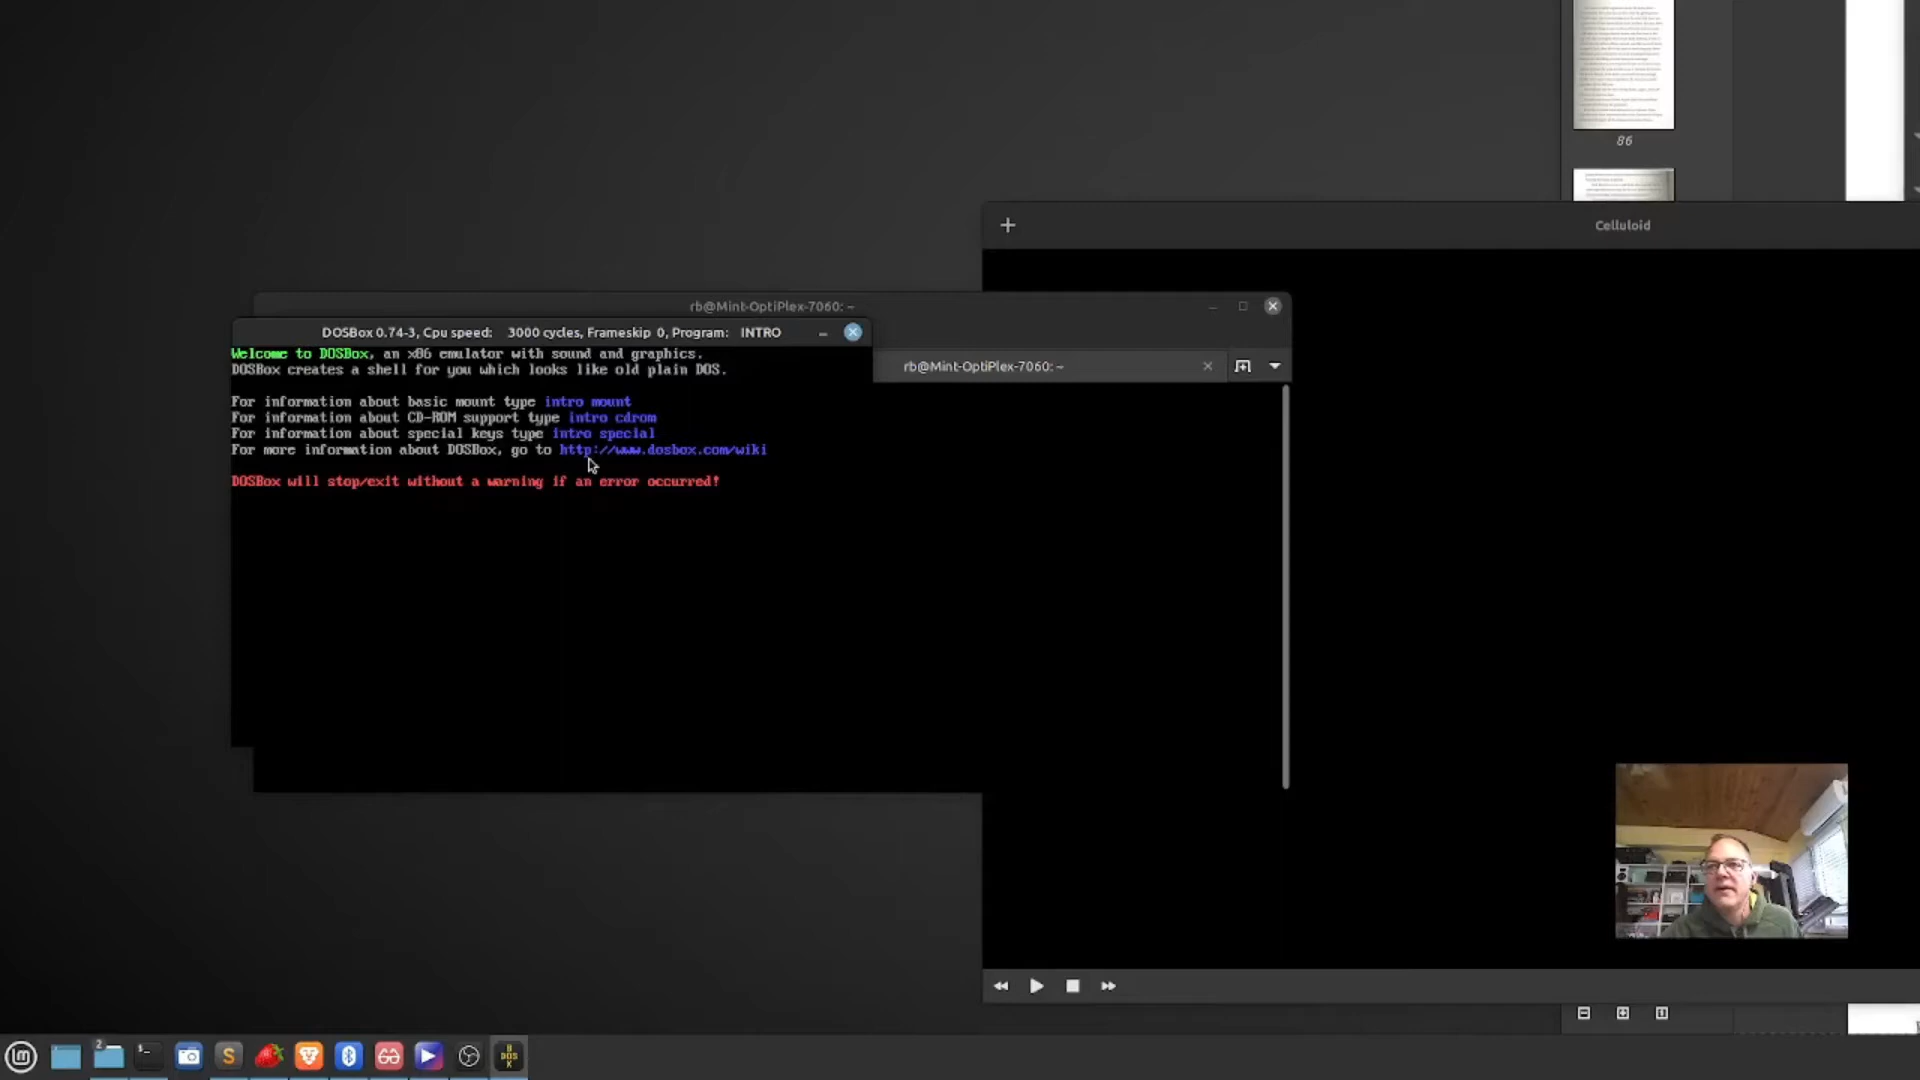 86
Celluloid
rb@Mint-OptiPlex-7060: ~
DOSBox 0.74-3, Cpu speed: 3000 cycles, Frameskip 0, Program: INTRO
Welcome to DOSBox, an x86 emulator with sound and graphics.
DOSBox creates a shell for you which looks like old plain DOS.
rb@Mint-OptiPlex-7060: ~
For information about basic mount type intro mount
For information about CD-ROM support type intro cdrom
For information about special keys type intro special
For more information about DOSBox, go to http://www.dosbox.com/wiki
DOSBox will stop/exit without a warning if an error occurred!
2